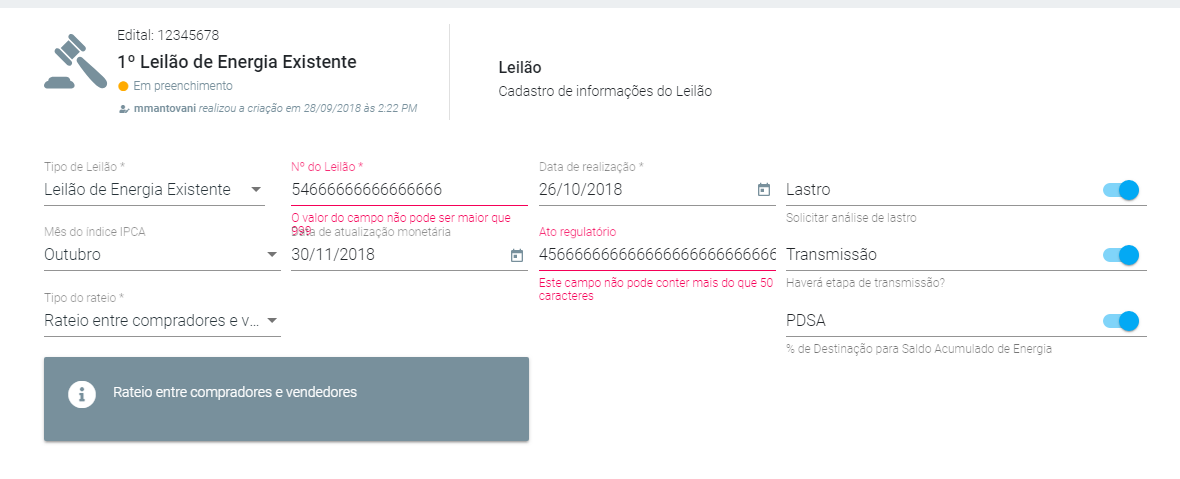 Edital: 12345678
1º Leilão de Energia Existente
Em preenchimento
mmantovani realizou a criação em 28/09/2018 às 2:22 PM
Leilão
Cadastro de informações do Leilão
Tipo de Leilão *
Leilão de Energia Existente
Nº do Leilão *
54666666666666666
O valor do campo não pode ser maior que
999
Data de realização *
26/10/2018
Lastro
Solicitar análise de lastro
Mês do índice IPCA
Outubro
Data de atualização monetária
30/11/2018
Ato regulatório
Este campo não pode conter mais do que 50
caracteres
Transmissão
Haverá etapa de transmissão?
Tipo do rateio *
Rateio entre compradores e v...
PDSA
% de Destinação para Saldo Acumulado de Energia
Rateio entre compradores e vendedores